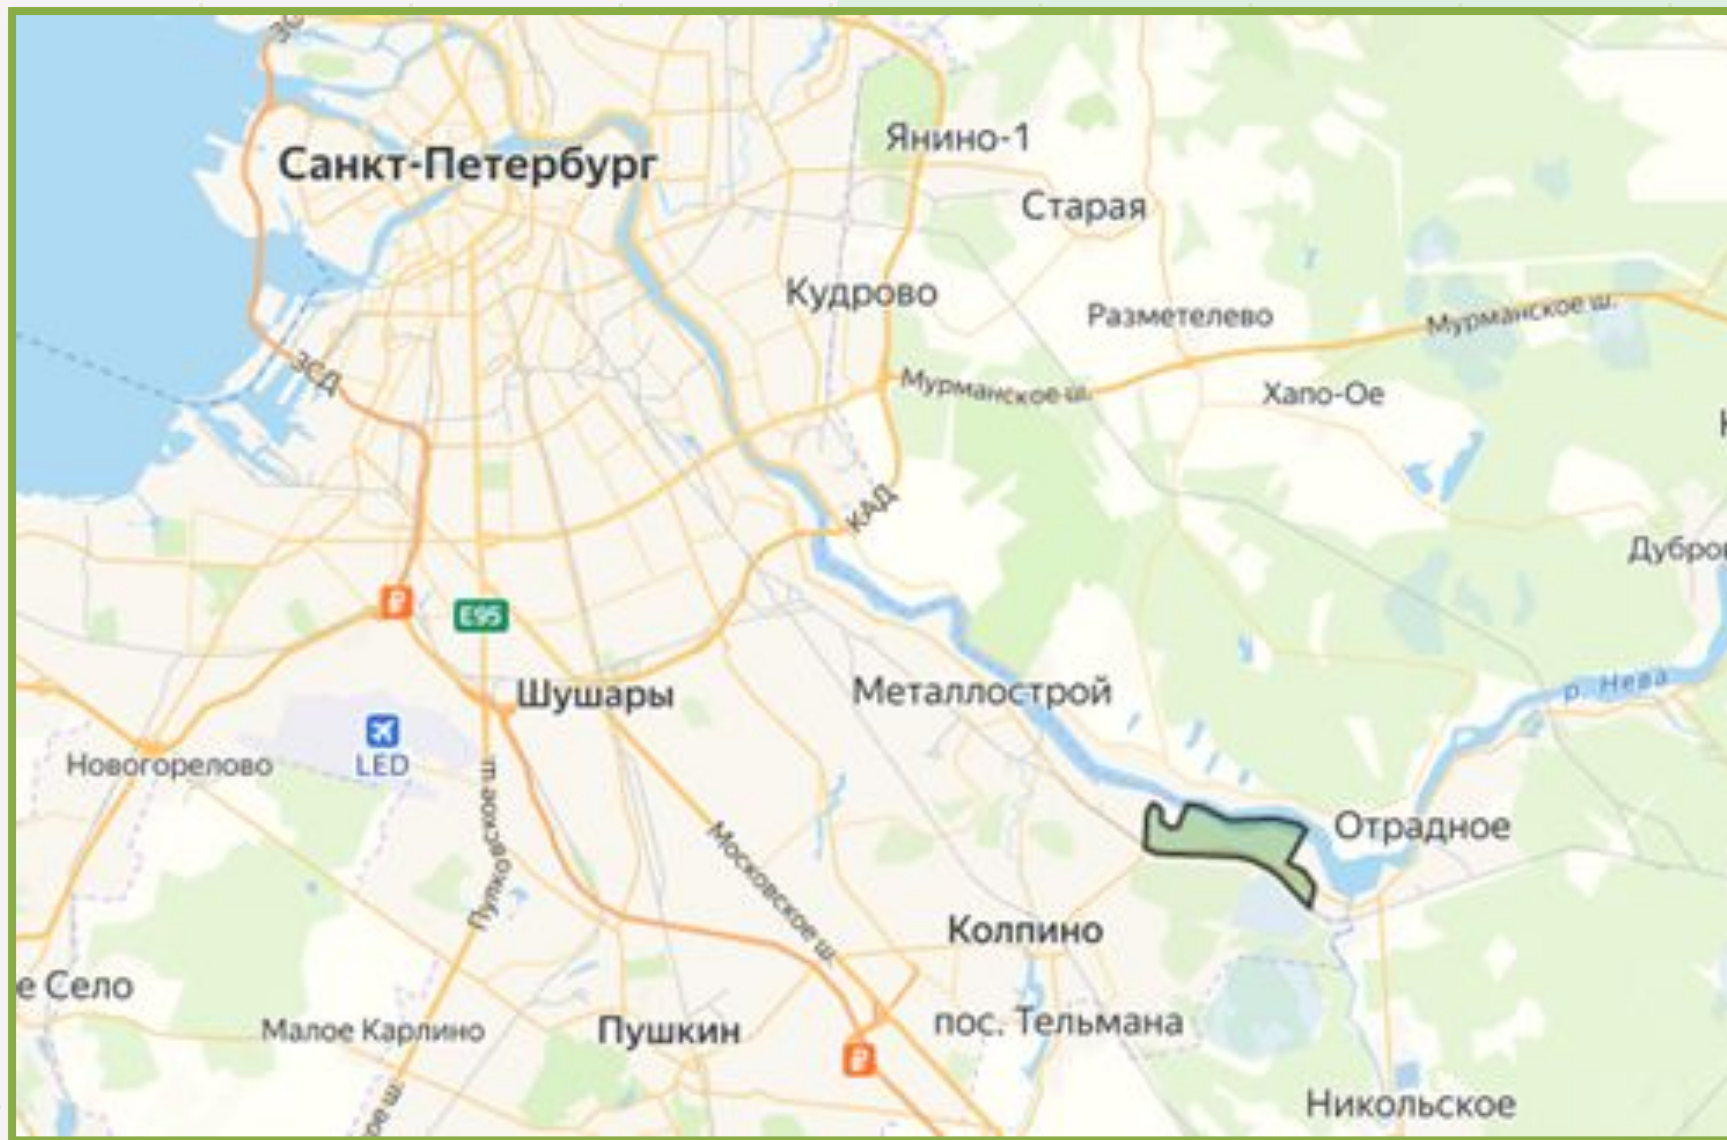 Янино-1
Санкт-Петербург
Старая
Кудрово
Разметелево
Мурманское ш.
ЗСД
Мурманское ш.
Хапо-Ое
КАД
₽
E95
р. Нева
Шушары
Металлострой
LED
Новогорелово
Пулковское ш.
Московское ш.
Отрадное
Колпино
е Село
Малое Карлино
Пушкин
пос. Тельмана
₽
Никольское